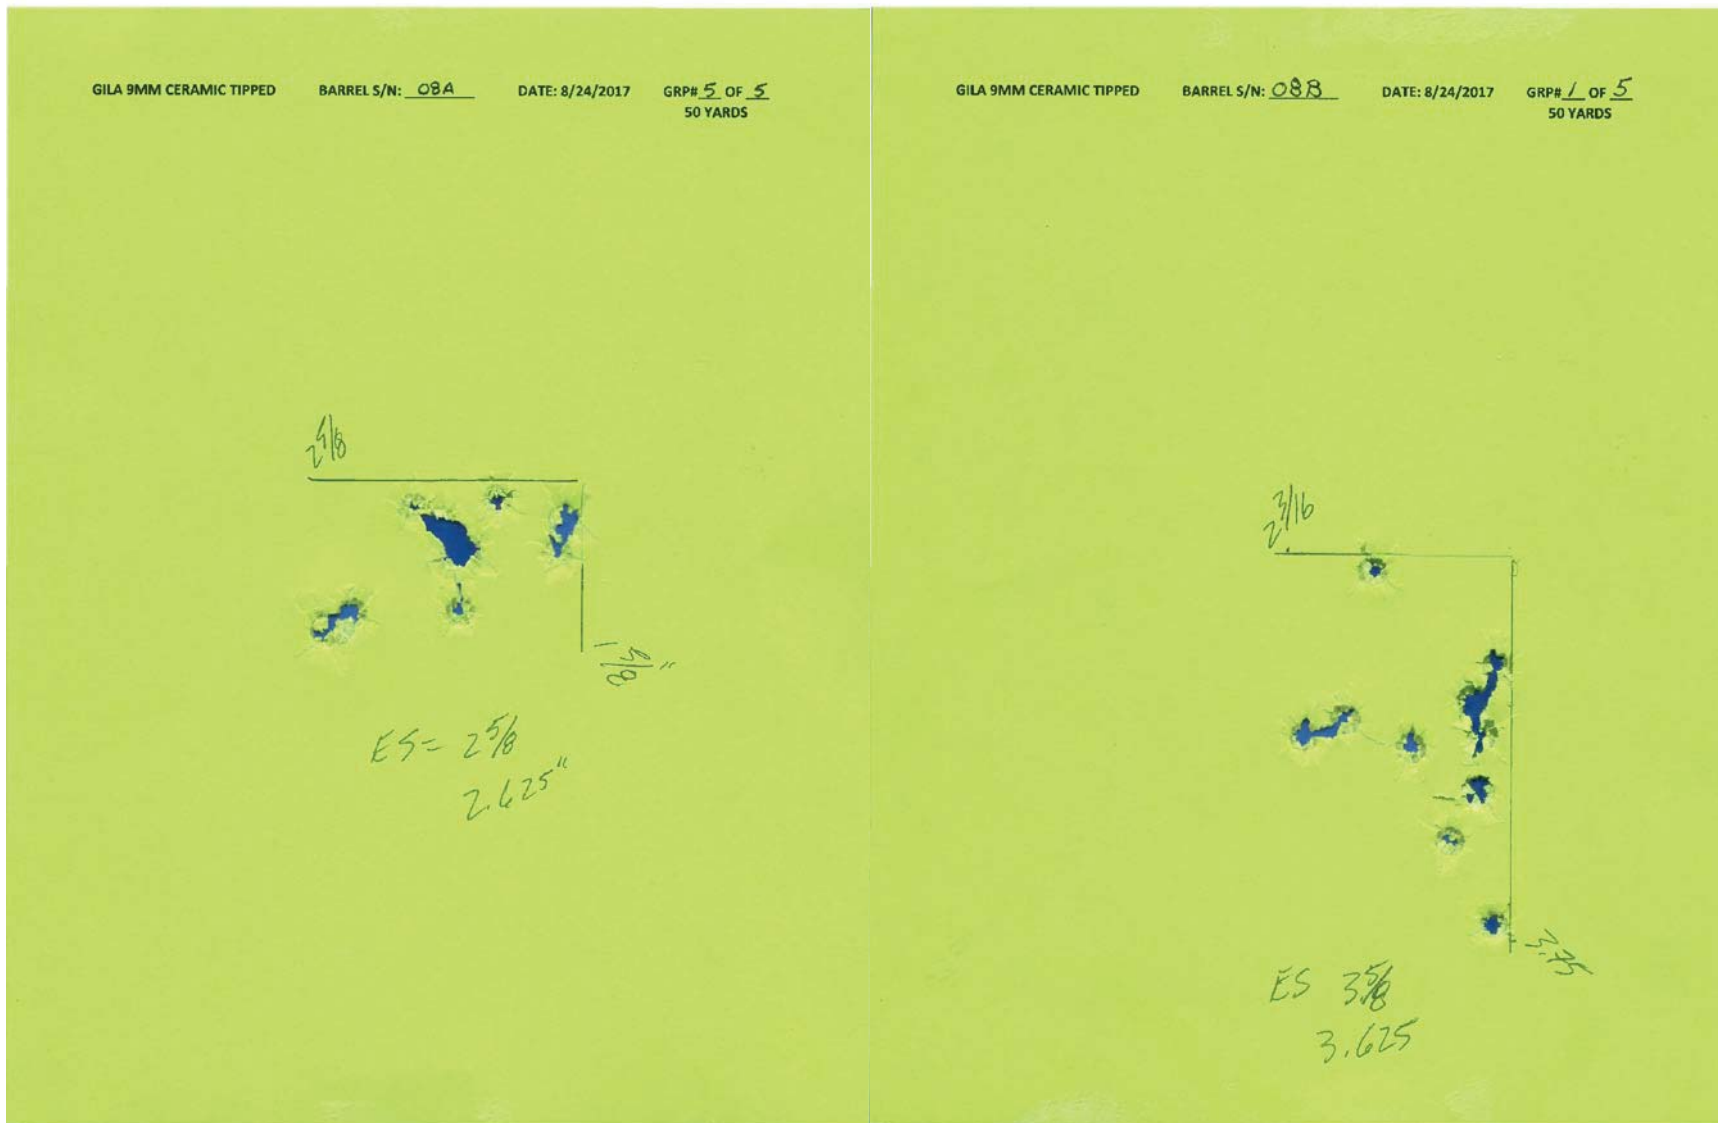 GILA 9MM CERAMIC TIPPED BARREL S/N: 08A DATE: 8/24/2017 GRP# 5 OF 5
50 YARDS
2 5/8
1 5/8"
ES = 2 5/8
2.625"
GILA 9MM CERAMIC TIPPED BARREL S/N: 08B DATE: 8/24/2017 GRP# 1 OF 5
50 YARDS
2 3/16
3.75
ES 3 5/8
3.625